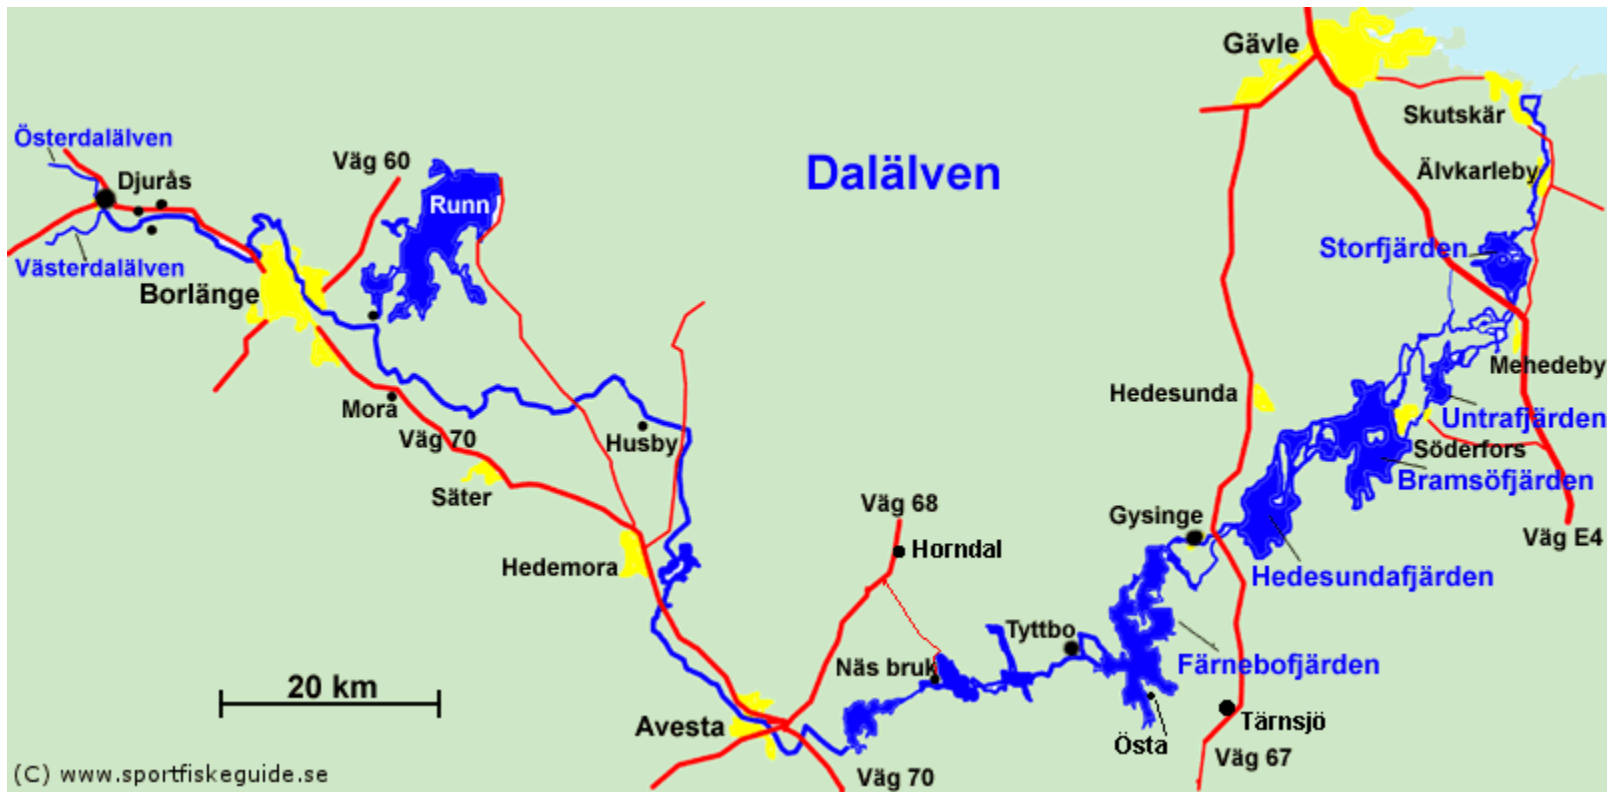 Gävle
Skutskär
Österdalälven
Väg 60
Dalälven
Djurås
Älvkarleby
Runn
Storfjärden
Västerdalälven
Borlänge
Mehedeby
Hedesunda
Mora
Untrafjärden
Väg 70
Husby
Söderfors
Bramsöfjärden
Säter
Väg 68
Gysinge
Väg E4
Horndal
Hedemora
Hedesundafjärden
Tyttbo
Färnebofjärden
Näs bruk
20 km
Avesta
Tärnsjö
Östa
Väg 67
(C) www.sportfiskeguide.se
Väg 70